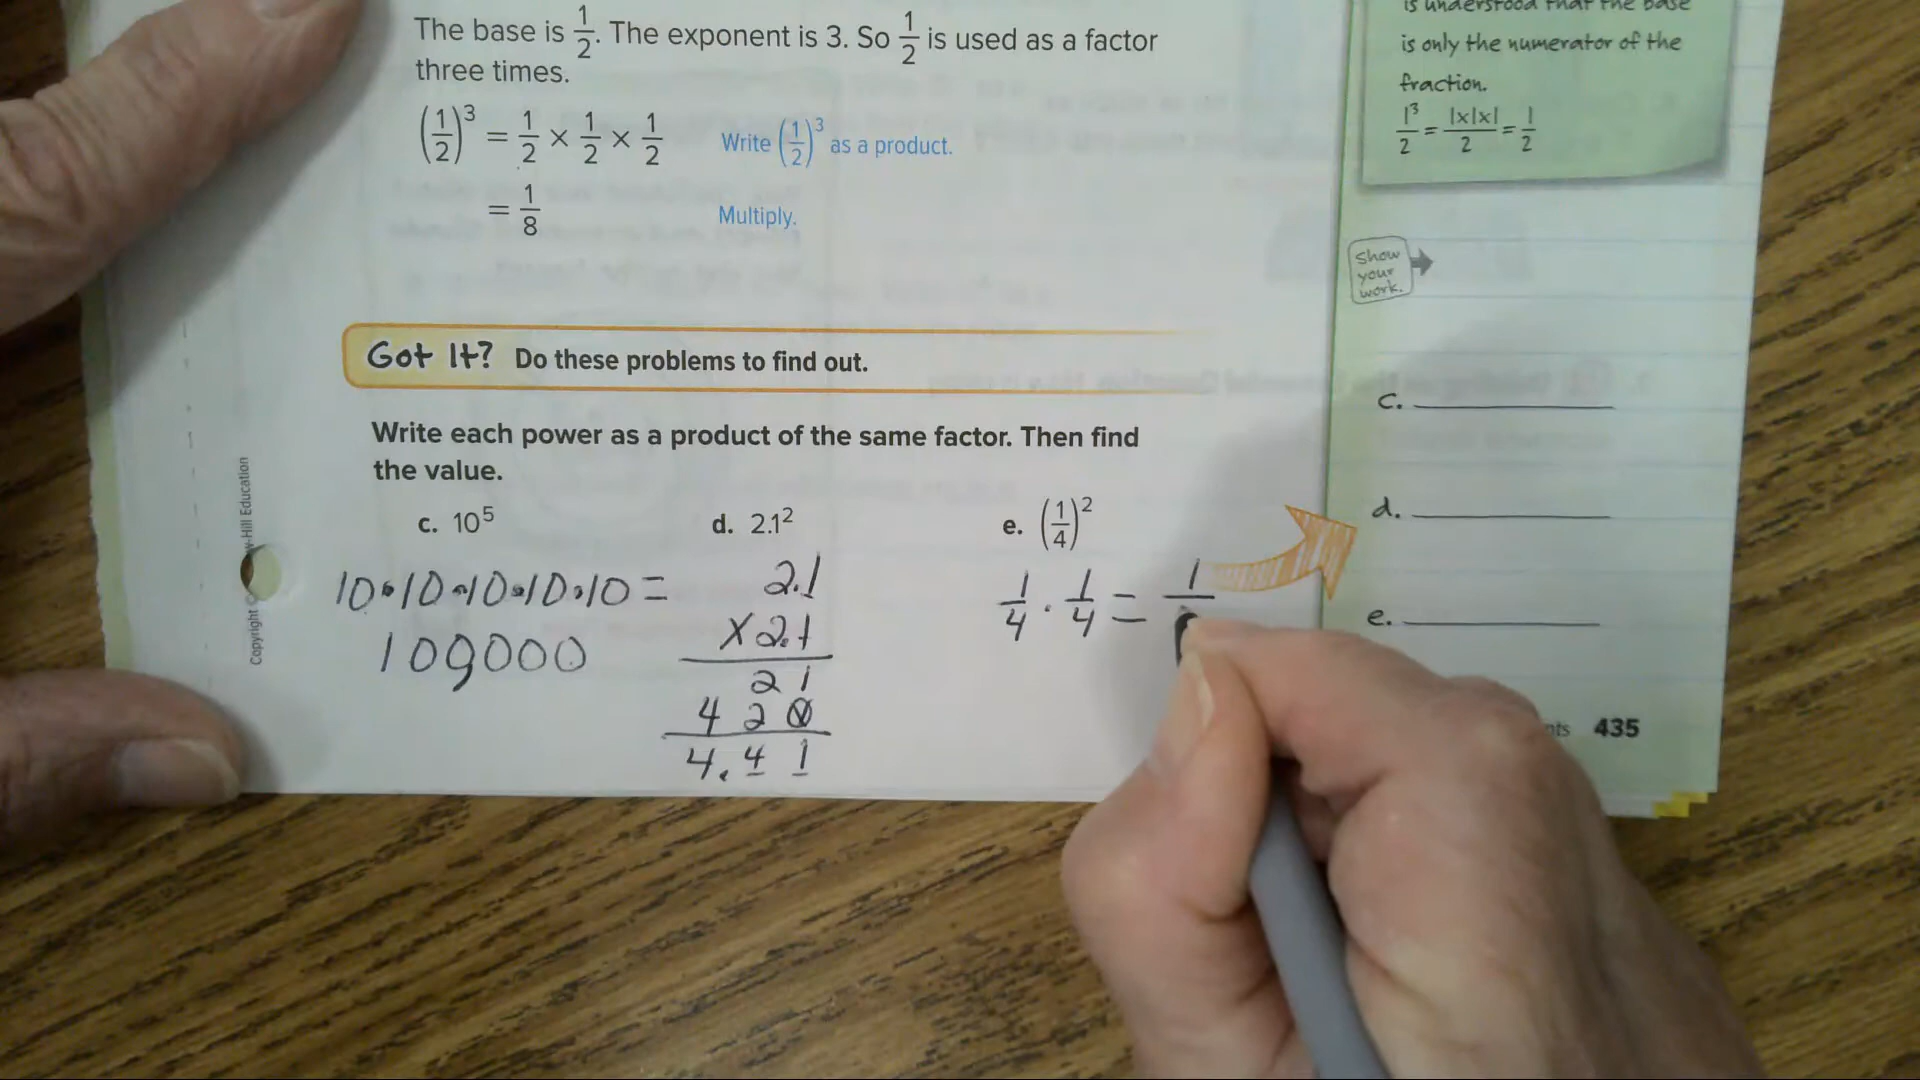 The base is 1/2. The exponent is 3. So 1/2 is used as a factor
three times.
(1/2)³ = 1/2 × 1/2 × 1/2 Write (1/2)³ as a product.
= 1/8 Multiply.
Got It? Do these problems to find out.
Write each power as a product of the same factor. Then find
the value.
c. 10⁵ d. 2.1² e. (1/4)²
10·10·10·10·10 =
100,000
2.1
×2.1
21
420
4.41
1/4 · 1/4 = 1/
is understood that the base
is only the numerator of the
fraction.
1³/2 = 1x1x1/2 = 1/2
Show
your
work.
c.
d.
e.
435
Copyright
-Hill Education